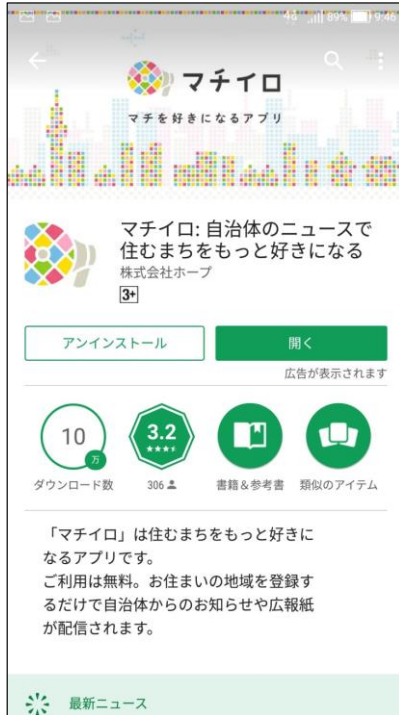 4G 89% 9:46
マチイロ
マチを好きになるアプリ
マチイロ: 自治体のニュースで
住むまちをもっと好きになる
株式会社ホープ
3+
アンインストール
開く
広告が表示されます
10
万
3.2
ダウンロード数
306
書籍&参考書
類似のアイテム
「マチイロ」は住むまちをもっと好きに
なるアプリです。
ご利用は無料。お住まいの地域を登録す
るだけで自治体からのお知らせや広報紙
が配信されます。
最新ニュース